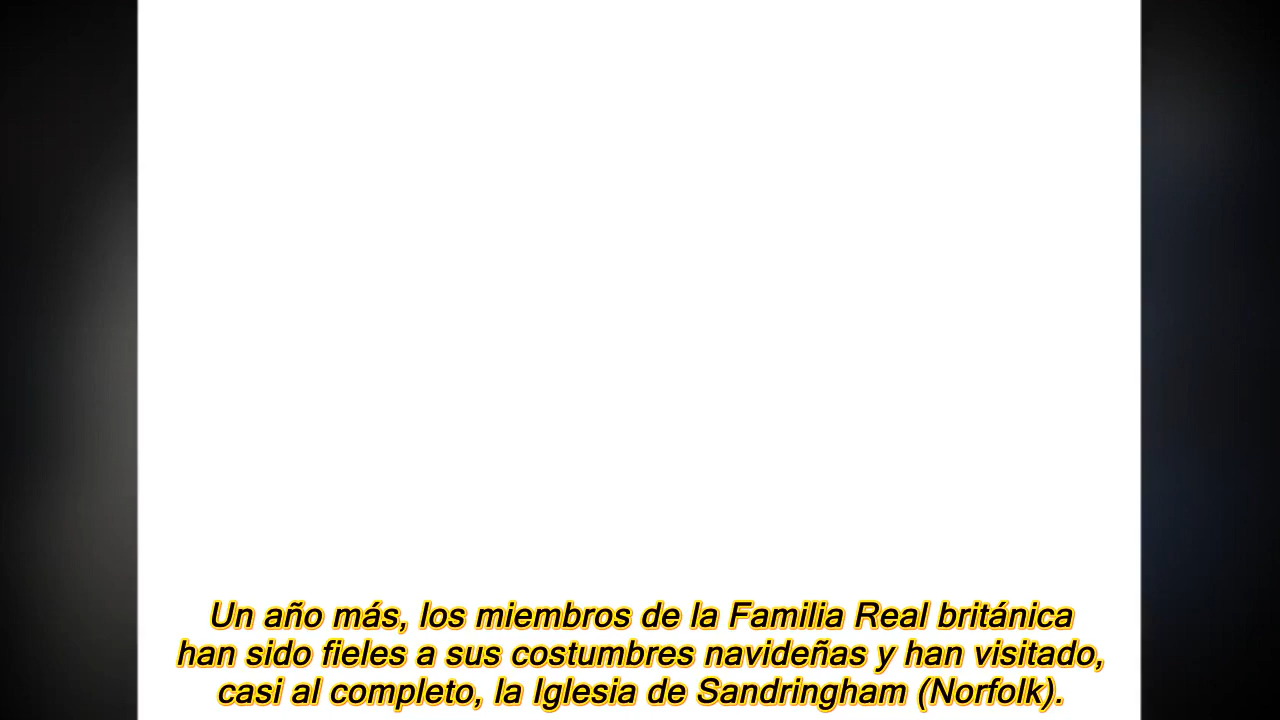 Un año más, los miembros de la Familia Real británica
han sido fieles a sus costumbres navideñas y han visitado,
casi al completo, la Iglesia de Sandringham (Norfolk).